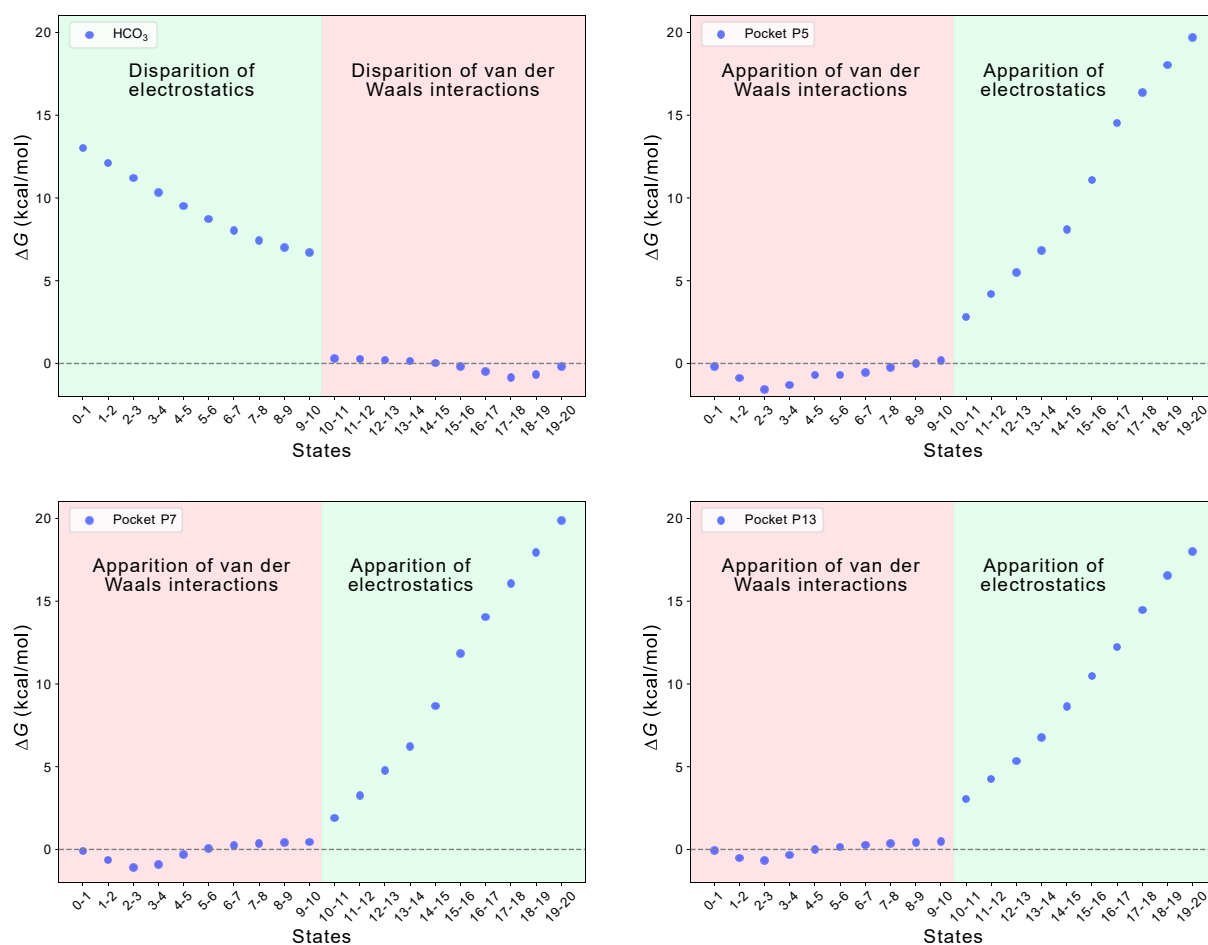 HCO3
Disparition of
electrostatics
Disparition of van der
Waals interactions
20
15
10
5
0
ΔG (kcal/mol)
0-1 1-2 2-3 3-4 4-5 5-6 6-7 7-8 8-9 9-10 10-11 11-12 12-13 13-14 14-15 15-16 16-17 17-18 18-19 19-20
States
Pocket P5
Apparition of van der
Waals interactions
Apparition of
electrostatics
20
15
10
5
0
ΔG (kcal/mol)
0-1 1-2 2-3 3-4 4-5 5-6 6-7 7-8 8-9 9-10 10-11 11-12 12-13 13-14 14-15 15-16 16-17 17-18 18-19 19-20
States
Pocket P7
Apparition of van der
Waals interactions
Apparition of
electrostatics
20
15
10
5
0
ΔG (kcal/mol)
0-1 1-2 2-3 3-4 4-5 5-6 6-7 7-8 8-9 9-10 10-11 11-12 12-13 13-14 14-15 15-16 16-17 17-18 18-19 19-20
States
Pocket P13
Apparition of van der
Waals interactions
Apparition of
electrostatics
20
15
10
5
0
ΔG (kcal/mol)
0-1 1-2 2-3 3-4 4-5 5-6 6-7 7-8 8-9 9-10 10-11 11-12 12-13 13-14 14-15 15-16 16-17 17-18 18-19 19-20
States